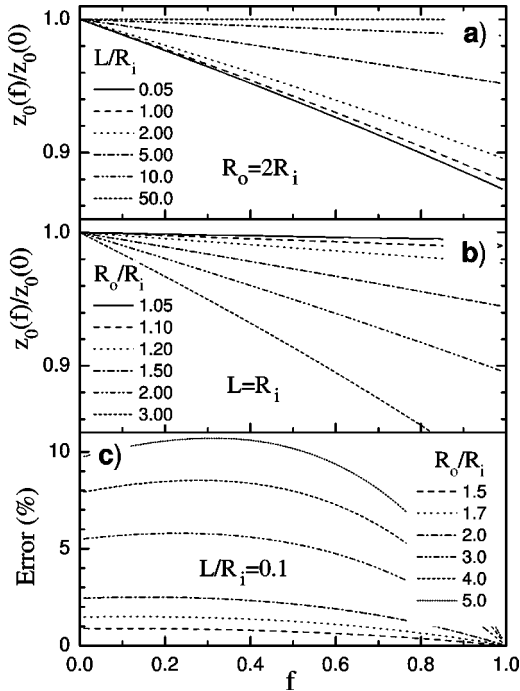 1.0
a)
z₀(f)/z₀(0)
L/Rᵢ
0.05
1.00
2.00
5.00
10.0
50.0
0.9
Rₒ=2Rᵢ
1.0
b)
z₀(f)/z₀(0)
Rₒ/Rᵢ
1.05
1.10
1.20
1.50
2.00
3.00
0.9
L=Rᵢ
10
c)
Error (%)
Rₒ/Rᵢ
1.5
1.7
2.0
3.0
4.0
5.0
5
L/Rᵢ=0.1
0
0.0 0.2 0.4 0.6 0.8 1.0
f